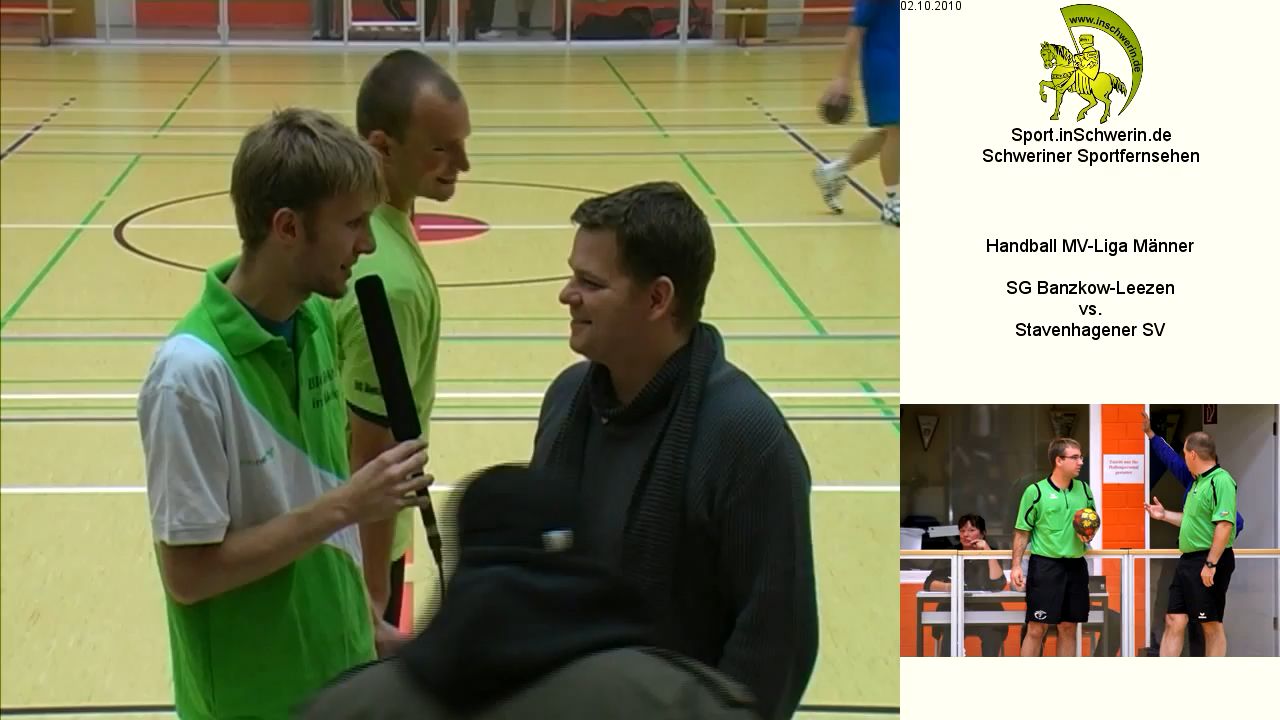 02.10.2010
www.inschwerin.de
Sport.inSchwerin.de
Schweriner Sportfernsehen
Handball MV-Liga Männer
SG Banzkow-Leezen
vs.
Stavenhagener SV